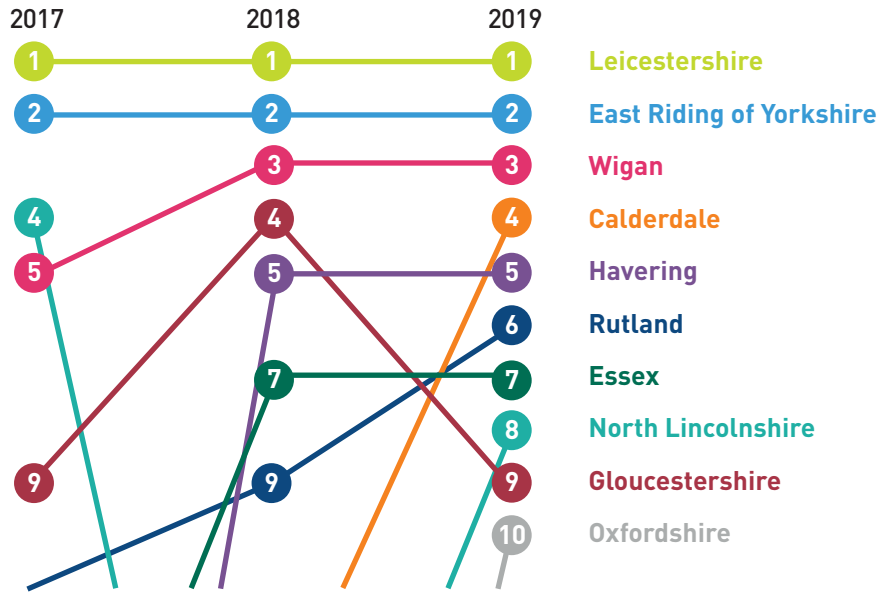 2017 2018 2019
1 1 1 Leicestershire
2 2 2 East Riding of Yorkshire
3 3 Wigan
4 4 4 Calderdale
5 5 5 Havering
6 Rutland
7 7 Essex
8 North Lincolnshire
9 9 9 Gloucestershire
10 Oxfordshire